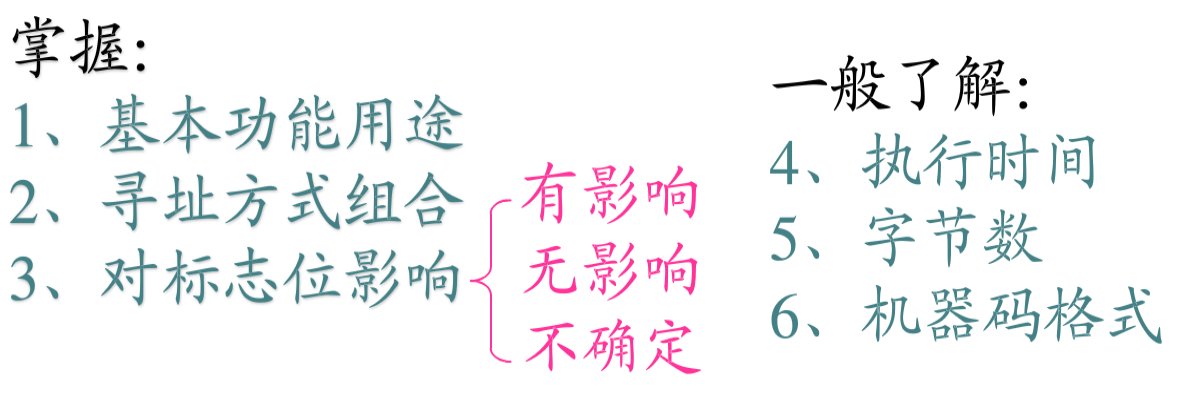 掌握:
1、基本功能用途
2、寻址方式组合
3、对标志位影响
有影响
无影响
不确定
一般了解:
4、执行时间
5、字节数
6、机器码格式